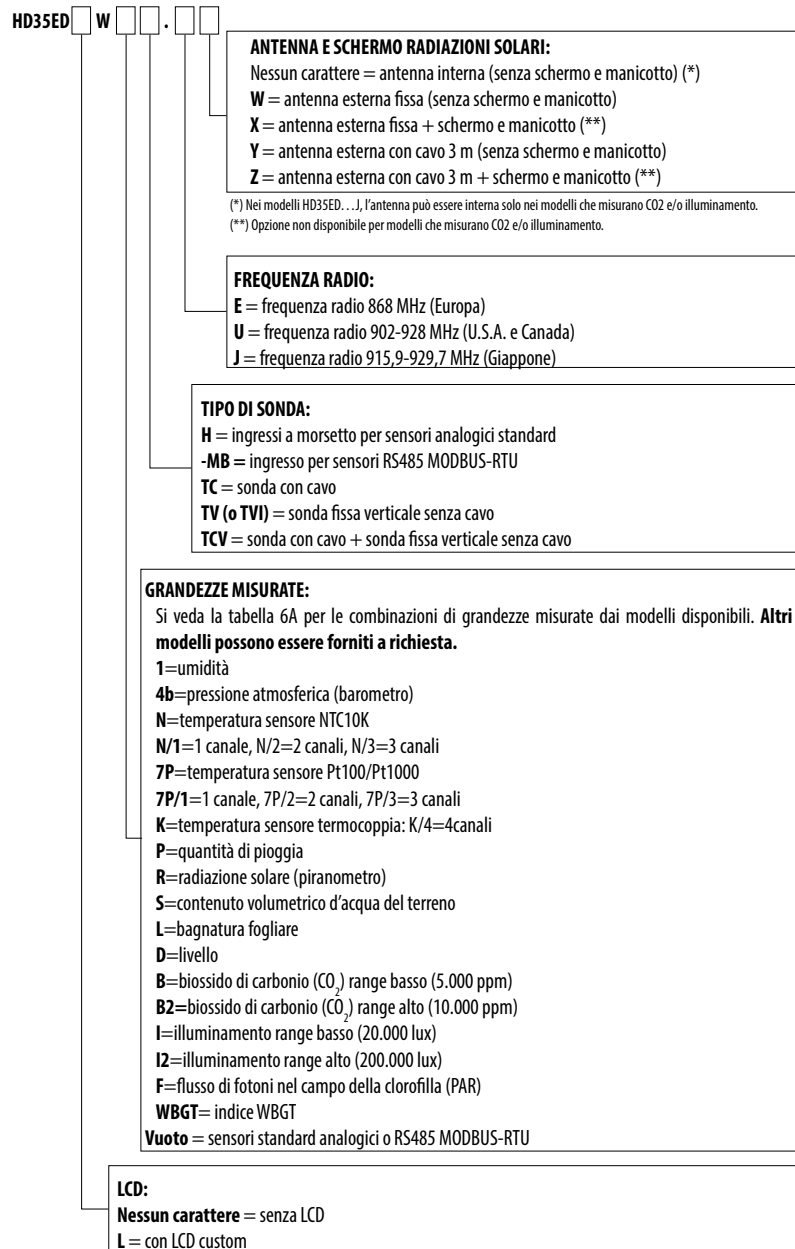 HD35ED W .
ANTENNA E SCHERMO RADIAZIONI SOLARI:
Nessun carattere = antenna interna (senza schermo e manicotto) (*)
W = antenna esterna fissa (senza schermo e manicotto)
X = antenna esterna fissa + schermo e manicotto (**)
Y = antenna esterna con cavo 3 m (senza schermo e manicotto)
Z = antenna esterna con cavo 3 m + schermo e manicotto (**)
(*) Nei modelli HD35ED...J, l'antenna può essere interna solo nei modelli che misurano CO2 e/o illuminamento.
(**) Opzione non disponibile per modelli che misurano CO2 e/o illuminamento.
FREQUENZA RADIO:
E = frequenza radio 868 MHz (Europa)
U = frequenza radio 902-928 MHz (U.S.A. e Canada)
J = frequenza radio 915,9-929,7 MHz (Giappone)
TIPO DI SONDA:
H = ingressi a morsetto per sensori analogici standard
-MB = ingresso per sensori RS485 MODBUS-RTU
TC = sonda con cavo
TV (o TVI) = sonda fissa verticale senza cavo
TCV = sonda con cavo + sonda fissa verticale senza cavo
GRANDEZZE MISURATE:
Si veda la tabella 6A per le combinazioni di grandezze misurate dai modelli disponibili. Altri
modelli possono essere forniti a richiesta.
1=umidità
4b=pressione atmosferica (barometro)
N=temperatura sensore NTC10K
N/1=1 canale, N/2=2 canali, N/3=3 canali
7P=temperatura sensore Pt100/Pt1000
7P/1=1 canale, 7P/2=2 canali, 7P/3=3 canali
K=temperatura sensore termocoppia: K/4=4canali
P=quantità di pioggia
R=radiazione solare (piranometro)
S=contenuto volumetrico d'acqua del terreno
L=bagnatura fogliare
D=livello
B=biossido di carbonio (CO₂) range basso (5.000 ppm)
B2=biossido di carbonio (CO₂) range alto (10.000 ppm)
I=illuminamento range basso (20.000 lux)
I2=illuminamento range alto (200.000 lux)
F=flusso di fotoni nel campo della clorofilla (PAR)
WBGT= indice WBGT
Vuoto = sensori standard analogici o RS485 MODBUS-RTU
LCD:
Nessun carattere = senza LCD
L = con LCD custom